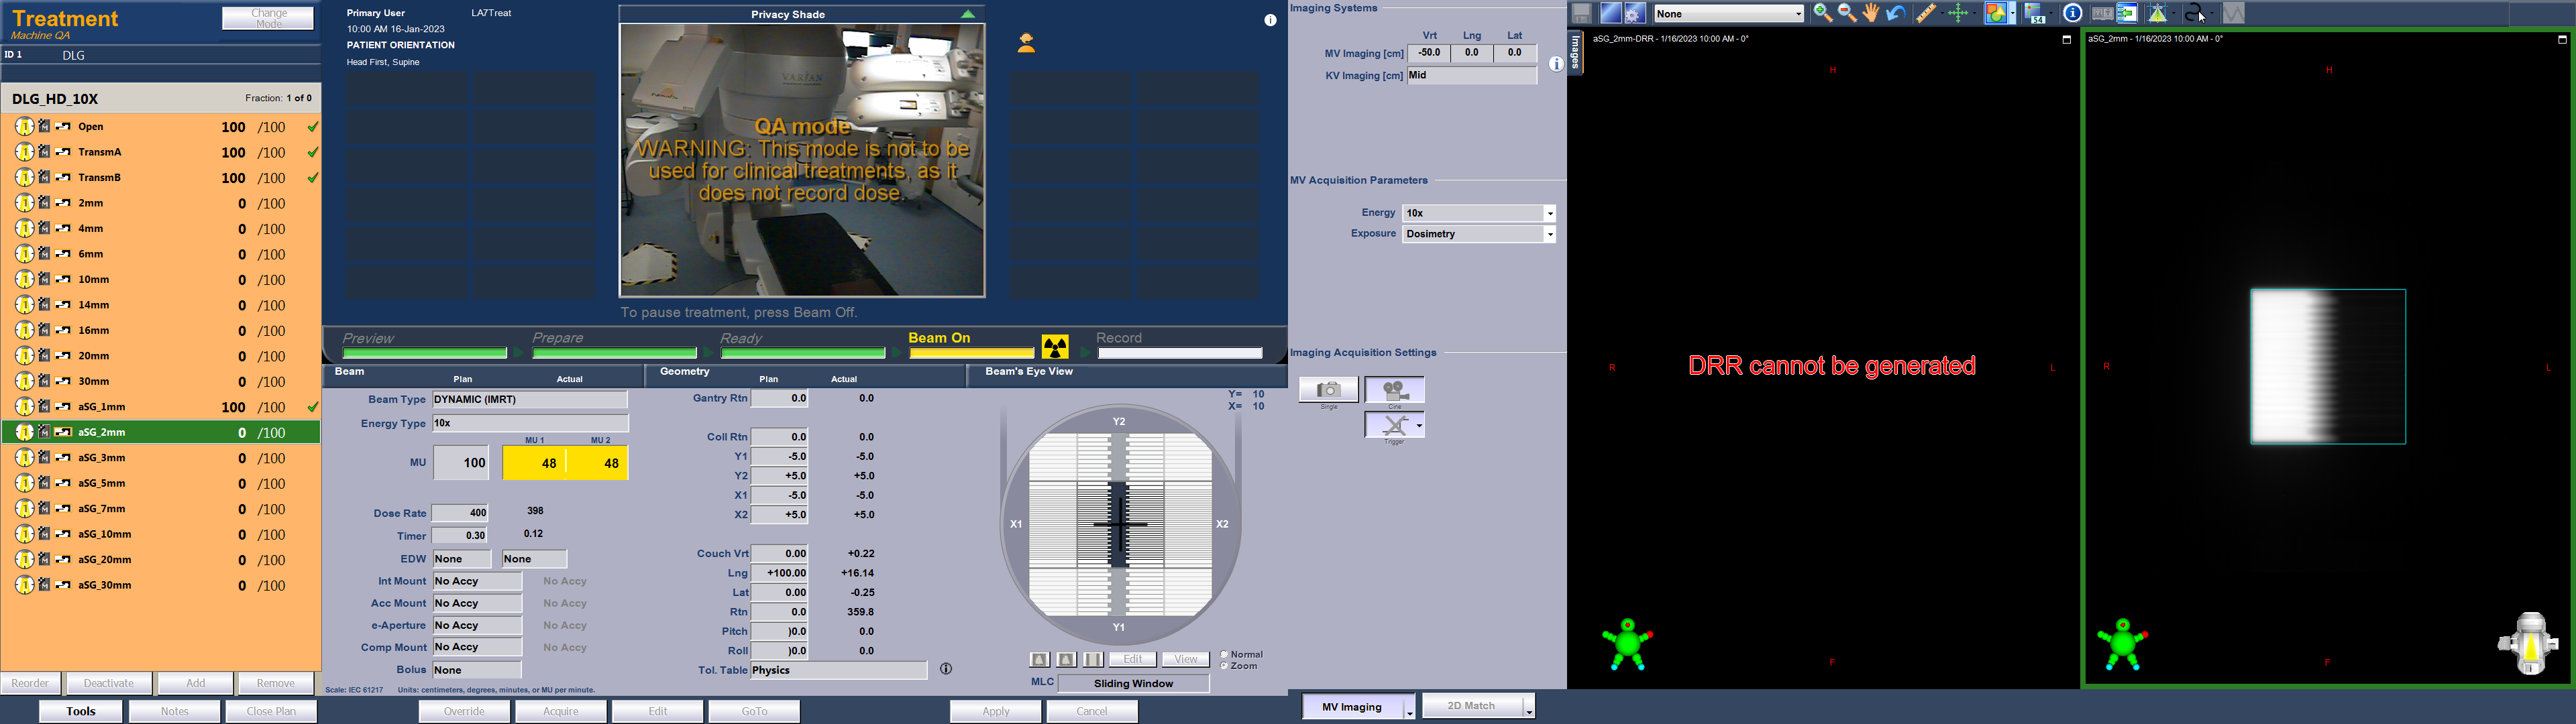 Treatment
Machine QA
Change Mode
ID 1 DLG
DLG_HD_10X Fraction: 1 of 0
Open 100 /100
TransmA 100 /100
TransmB 100 /100
2mm 0 /100
4mm 0 /100
6mm 0 /100
10mm 0 /100
14mm 0 /100
16mm 0 /100
20mm 0 /100
30mm 0 /100
aSG_1mm 100 /100
aSG_2mm 0 /100
aSG_3mm 0 /100
aSG_5mm 0 /100
aSG_7mm 0 /100
aSG_10mm 0 /100
aSG_20mm 0 /100
aSG_30mm 0 /100
Reorder Deactivate Add Remove
Tools Notes Close Plan
Primary User LA7Treat
10:00 AM 16-Jan-2023
PATIENT ORIENTATION
Head First, Supine
Privacy Shade
VARIAN
QA mode
WARNING: This mode is not to be
used for clinical treatments, as it
does not record dose.
To pause treatment, press Beam Off.
Preview Prepare Ready Beam On Record
Beam
Plan Actual
Beam Type DYNAMIC (IMRT)
Energy Type 10x
MU 1 MU 2
MU 100 48 48
Dose Rate 400 398
Timer 0.30 0.12
EDW None None
Int Mount No Accy No Accy
Acc Mount No Accy No Accy
e-Aperture No Accy No Accy
Comp Mount No Accy No Accy
Bolus None
Scale: IEC 61217 Units: centimeters, degrees, minutes, or MU per minute.
Geometry
Plan Actual
Gantry Rtn 0.0 0.0
Coll Rtn 0.0 0.0
Y1 -5.0 -5.0
Y2 +5.0 +5.0
X1 -5.0 -5.0
X2 +5.0 +5.0
Couch Vrt 0.00 +0.22
Lng +100.00 +16.14
Lat 0.00 -0.25
Rtn 0.0 359.8
Pitch )0.0 0.0
Roll )0.0 0.0
Tol. Table Physics
Beam's Eye View
Y= 10
X= 10
Y2
X1 X2
Y1
Edit View Normal
Zoom
MLC Sliding Window
Override Acquire Edit GoTo Apply Cancel
Imaging Systems
Vrt Lng Lat
MV Imaging [cm] -50.0 0.0 0.0
KV Imaging [cm] Mid
MV Acquisition Parameters
Energy 10x
Exposure Dosimetry
Imaging Acquisition Settings
Single Cine
Trigger
MV Imaging 2D Match
None
54
Images
aSG_2mm-DRR - 1/16/2023 10:00 AM - 0°
H
R DRR cannot be generated L
F
aSG_2mm - 1/16/2023 10:00 AM - 0°
H
R L
F